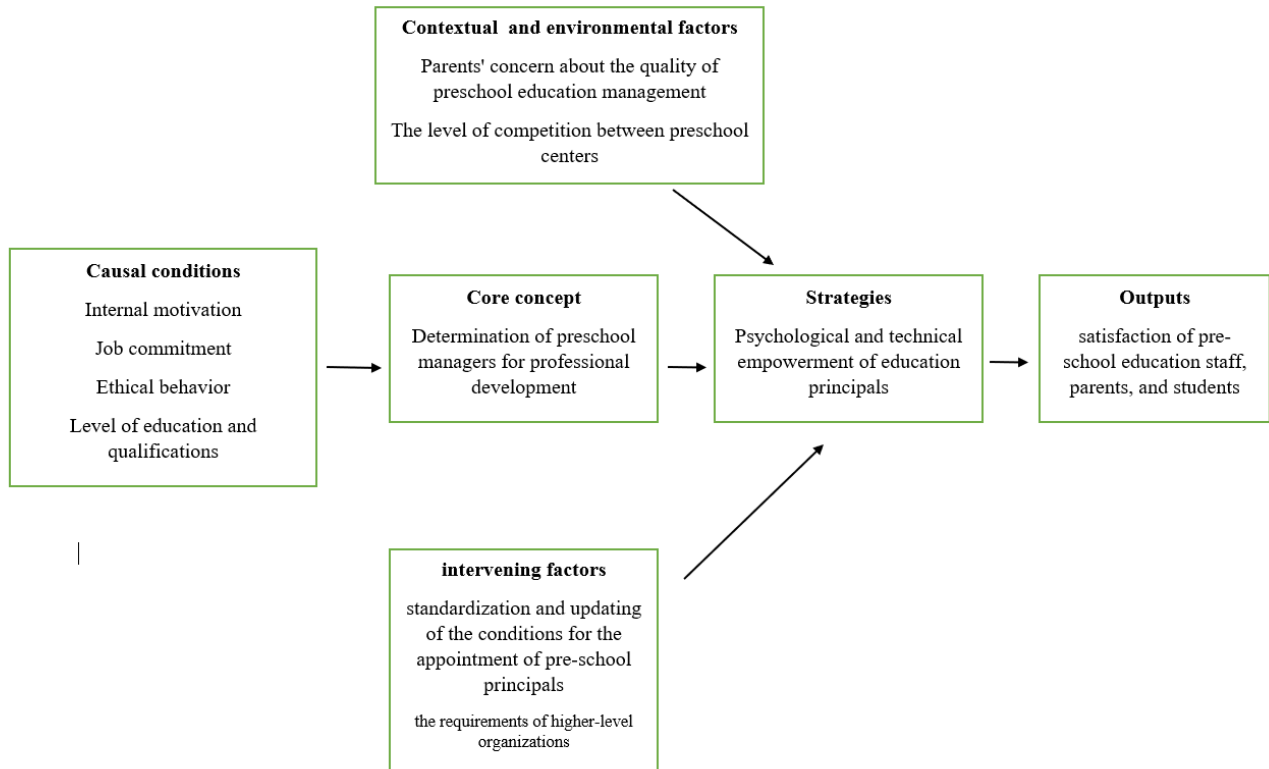 Contextual and environmental factors
Parents' concern about the quality of
preschool education management
The level of competition between preschool
centers
Causal conditions
Internal motivation
Job commitment
Ethical behavior
Level of education and
qualifications
Core concept
Determination of preschool
managers for professional
development
Strategies
Psychological and technical
empowerment of education
principals
Outputs
satisfaction of pre-
school education staff,
parents, and students
intervening factors
standardization and updating
of the conditions for the
appointment of pre-school
principals
the requirements of higher-level
organizations